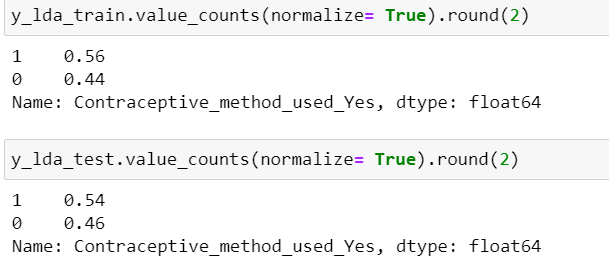 y_lda_train.value_counts(normalize= True).round(2)
1    0.56
0    0.44
Name: Contraceptive_method_used_Yes, dtype: float64
y_lda_test.value_counts(normalize= True).round(2)
1    0.54
0    0.46
Name: Contraceptive_method_used_Yes, dtype: float64